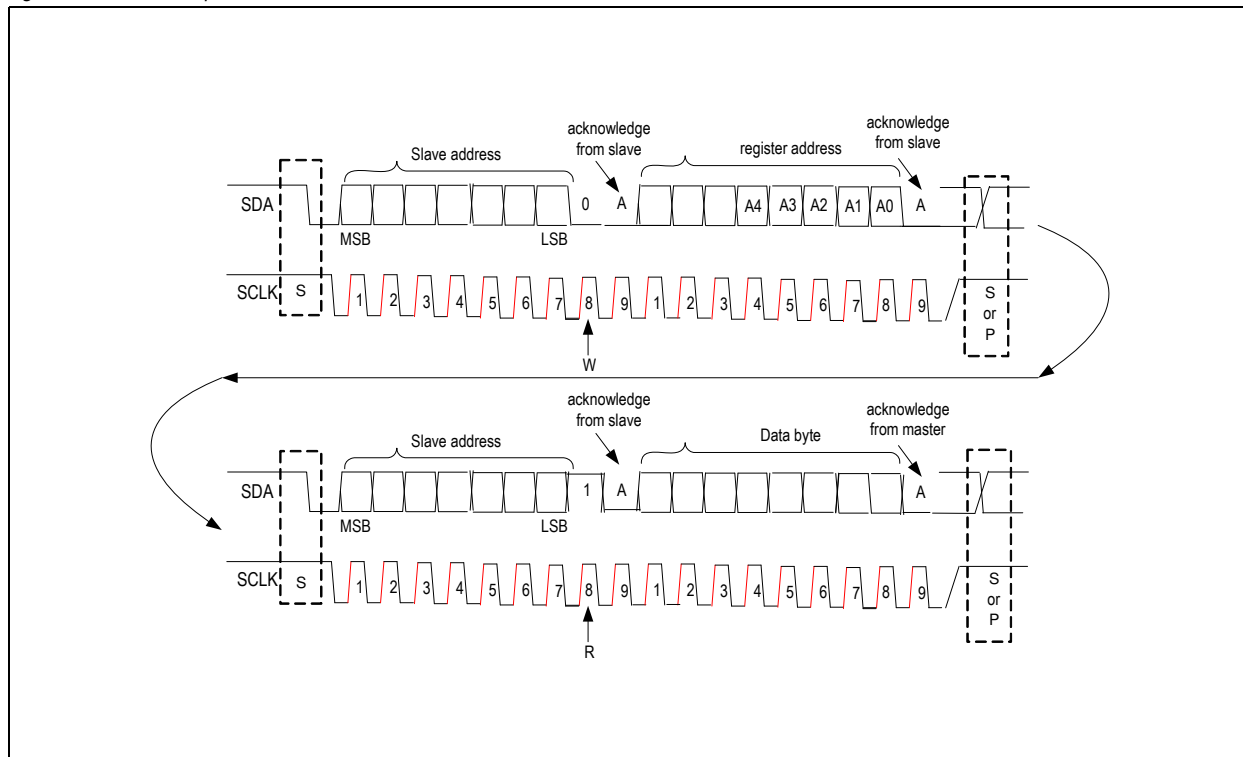 acknowledge
from slave
acknowledge
from slave
Slave address
register address
SDA
0 A A4 A3 A2 A1 A0 A
MSB LSB
SCLK S 1 2 3 4 5 6 7 8 9 1 2 3 4 5 6 7 8 9
S
or
P
W
acknowledge
from slave
acknowledge
from master
Slave address
Data byte
SDA
1 A A
MSB LSB
SCLK S 1 2 3 4 5 6 7 8 9 1 2 3 4 5 6 7 8 9
S
or
P
R